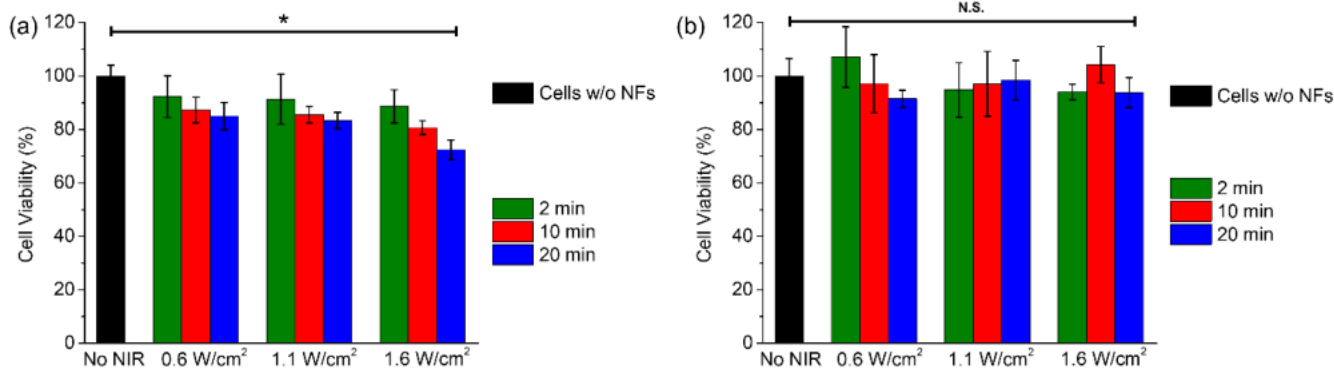 (a)
*
120
100
80
60
40
20
0
Cell Viability (%)
No NIR 0.6 W/cm² 1.1 W/cm² 1.6 W/cm²
Cells w/o NFs
2 min
10 min
20 min
(b)
N.S.
120
100
80
60
40
20
0
Cell Viability (%)
No NIR 0.6 W/cm² 1.1 W/cm² 1.6 W/cm²
Cells w/o NFs
2 min
10 min
20 min